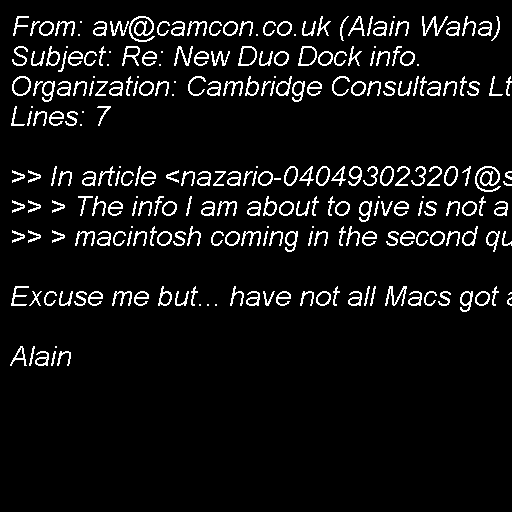 From: aw@camcon.co.uk (Alain Waha)
Subject: Re: New Duo Dock info.
Organization: Cambridge Consultants Lt
Lines: 7
>> In article <nazario-040493023201@s
>> > The info I am about to give is not a
>> > macintosh coming in the second qu
Excuse me but... have not all Macs got a
Alain